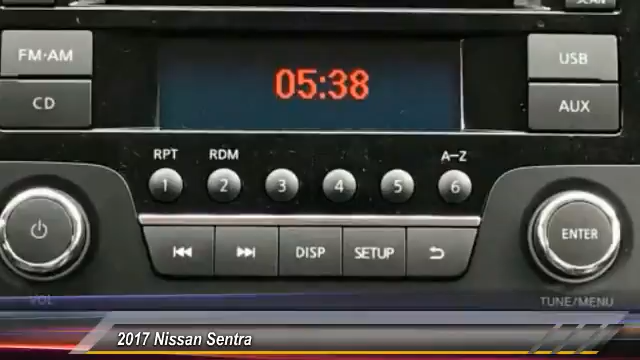 SCAN
FM·AM
CD
05:38
USB
AUX
RPT
RDM
A-Z
1
2
3
4
5
6
DISP
SETUP
ENTER
VOL
TUNE/MENU
2017 Nissan Sentra